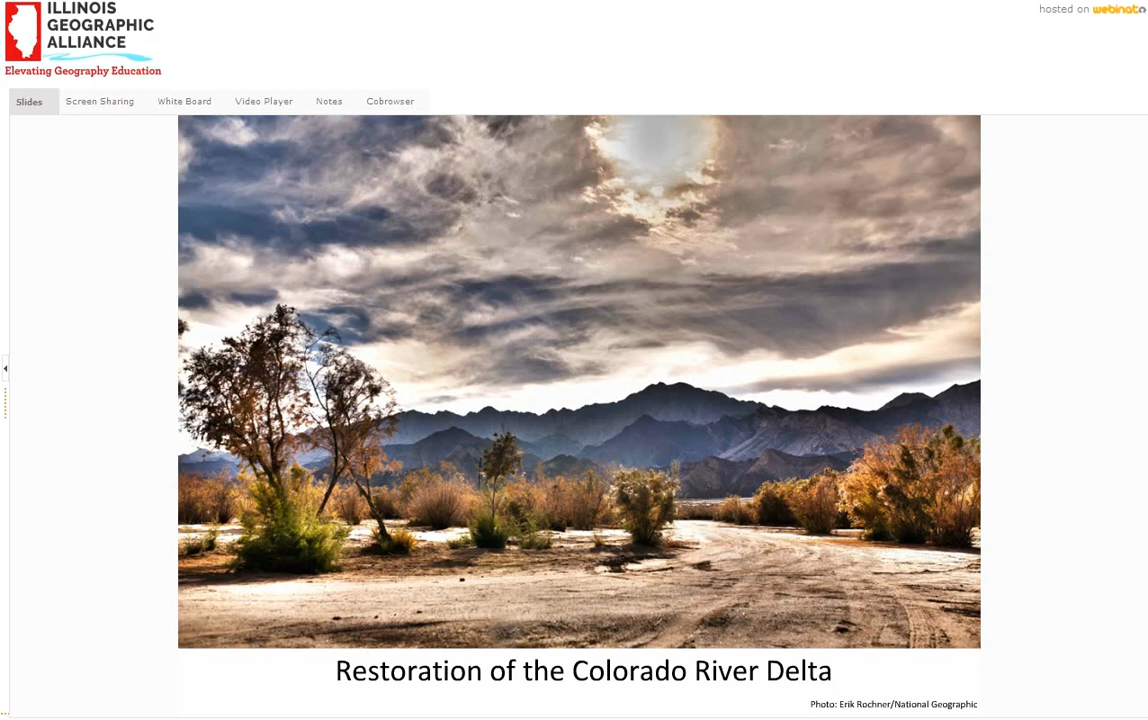 ILLINOIS
GEOGRAPHIC
ALLIANCE
Elevating Geography Education
hosted on webinato
Slides Screen Sharing White Board Video Player Notes Cobrowser
Restoration of the Colorado River Delta
Photo: Erik Rochner/National Geographic